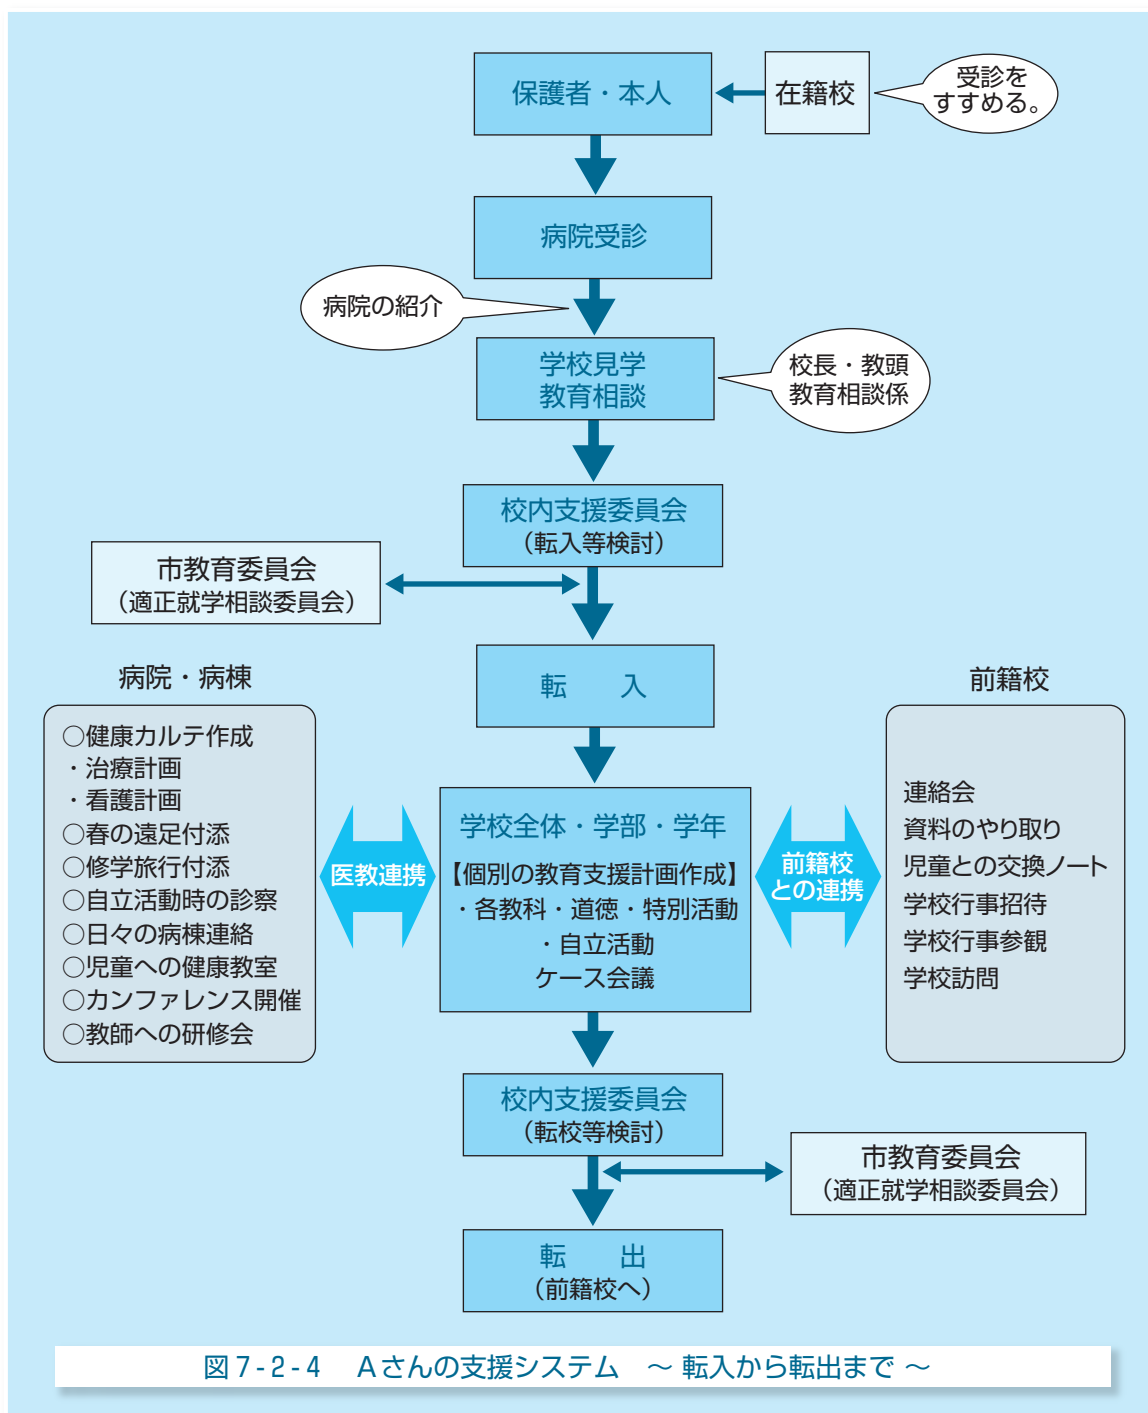 保護者・本人
在籍校
受診を
すすめる。
病院受診
病院の紹介
学校見学
教育相談
校長・教頭
教育相談係
校内支援委員会
（転入等検討）
市教育委員会
（適正就学相談委員会）
転　入
病院・病棟
○健康カルテ作成
・治療計画
・看護計画
○春の遠足付添
○修学旅行付添
○自立活動時の診察
○日々の病棟連絡
○児童への健康教室
○カンファレンス開催
○教師への研修会
医教連携
学校全体・学部・学年
【個別の教育支援計画作成】
・各教科・道徳・特別活動
・自立活動
ケース会議
前籍校
との連携
前籍校
連絡会
資料のやり取り
児童との交換ノート
学校行事招待
学校行事参観
学校訪問
校内支援委員会
（転校等検討）
市教育委員会
（適正就学相談委員会）
転　出
（前籍校へ）
図7-2-4　Aさんの支援システム　～ 転入から転出まで ～